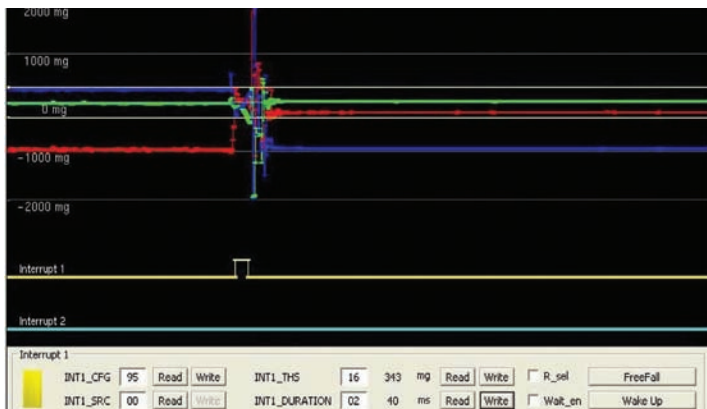 2000 mg
1000 mg
0 mg
-1000 mg
-2000 mg
Interrupt 1
Interrupt 2
Interrupt 1
INT1_CFG 95 Read Write INT1_THS 16 343 mg Read Write R_sel FreeFall
INT1_SRC 00 Read Write INT1_DURATION 02 40 ms Read Write Wait_en Wake Up